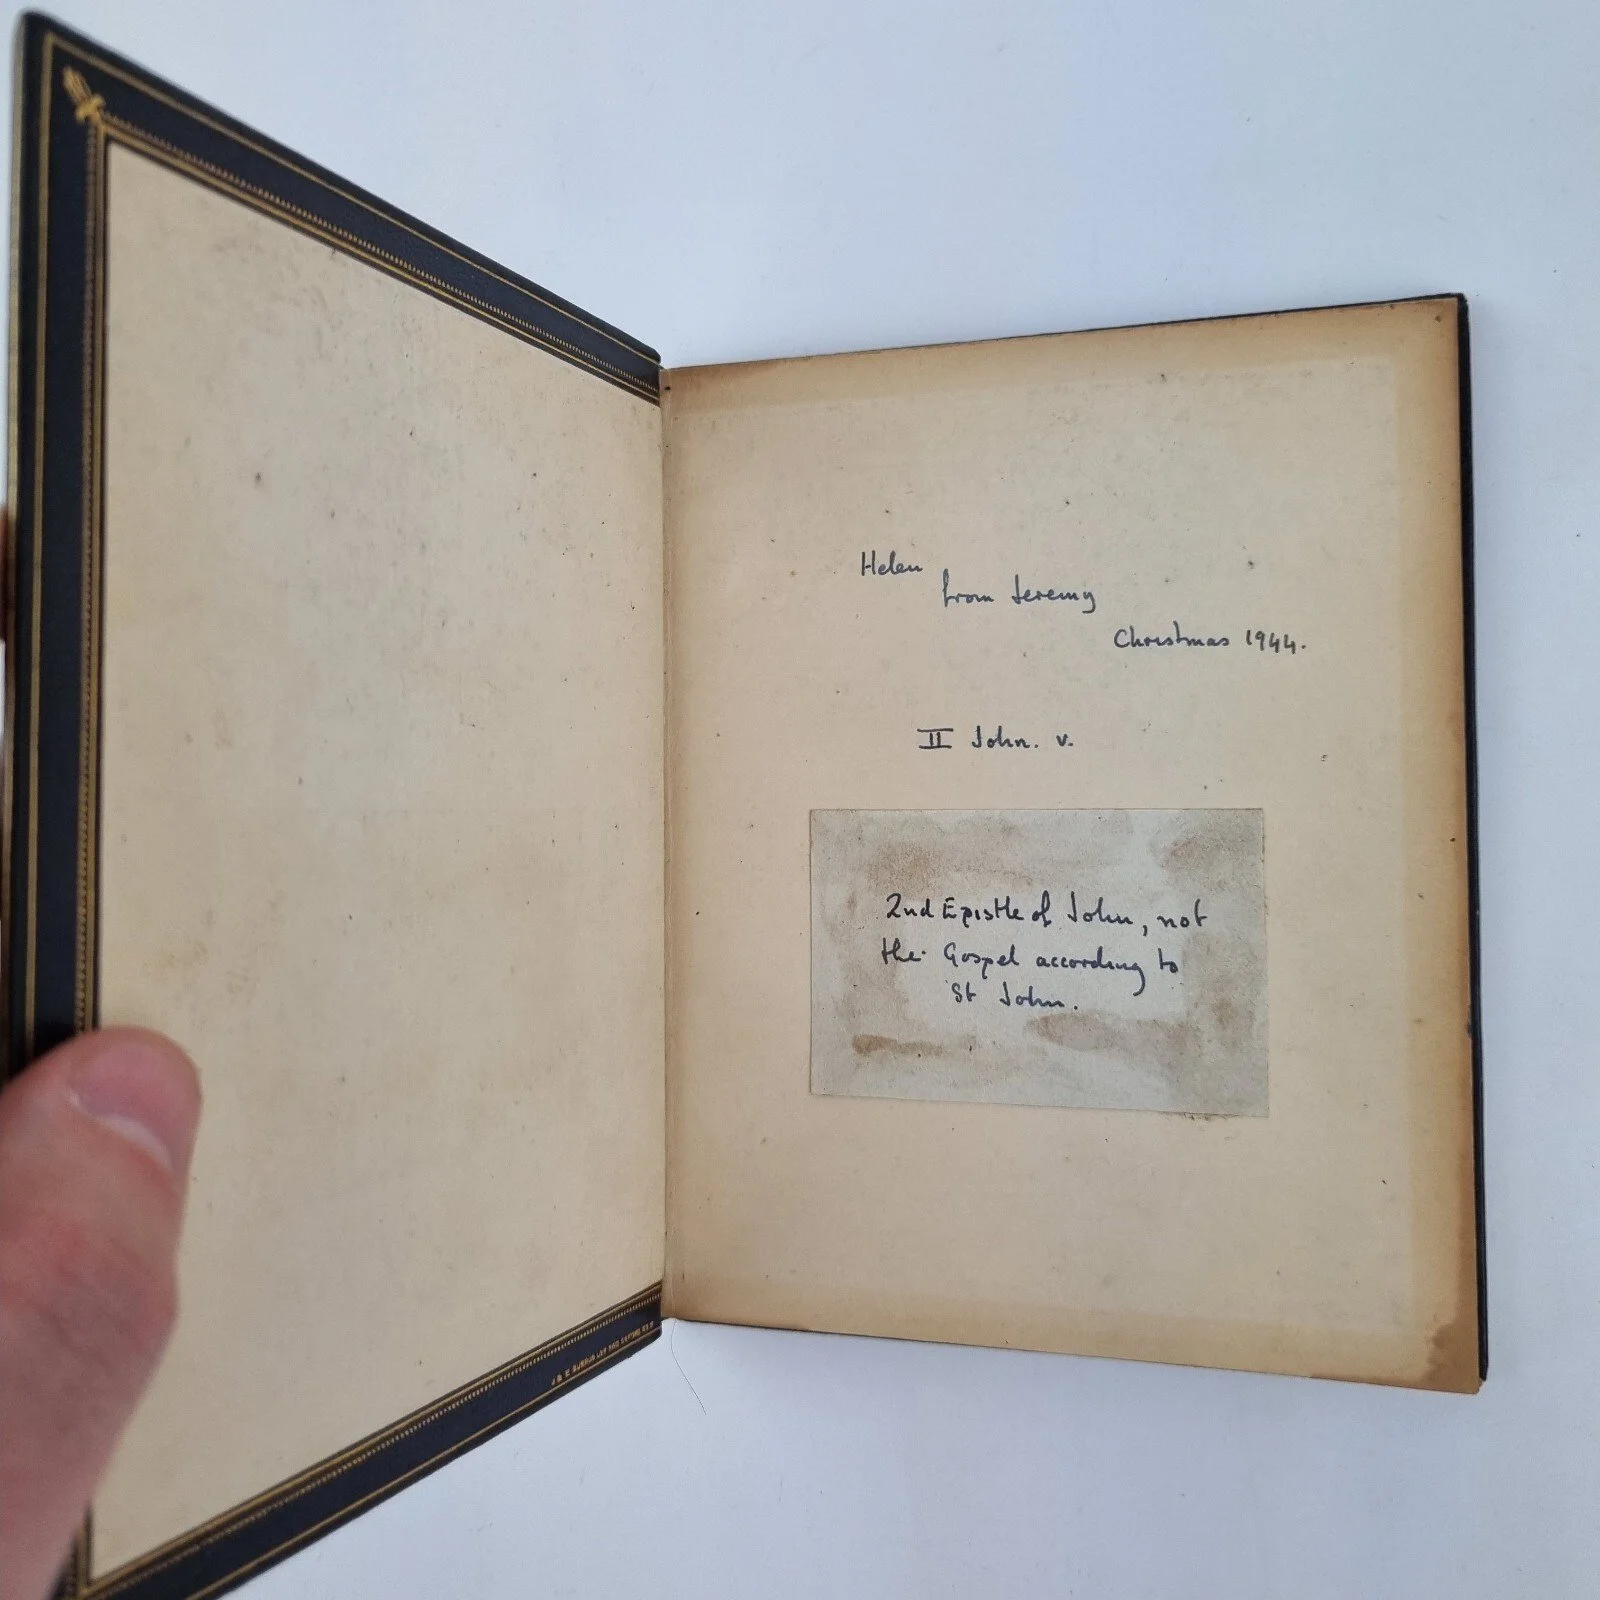 Helen
from Jeremy
Christmas 1944.
II John. v.
2nd Epistle of John, not
the Gospel according to
St John.